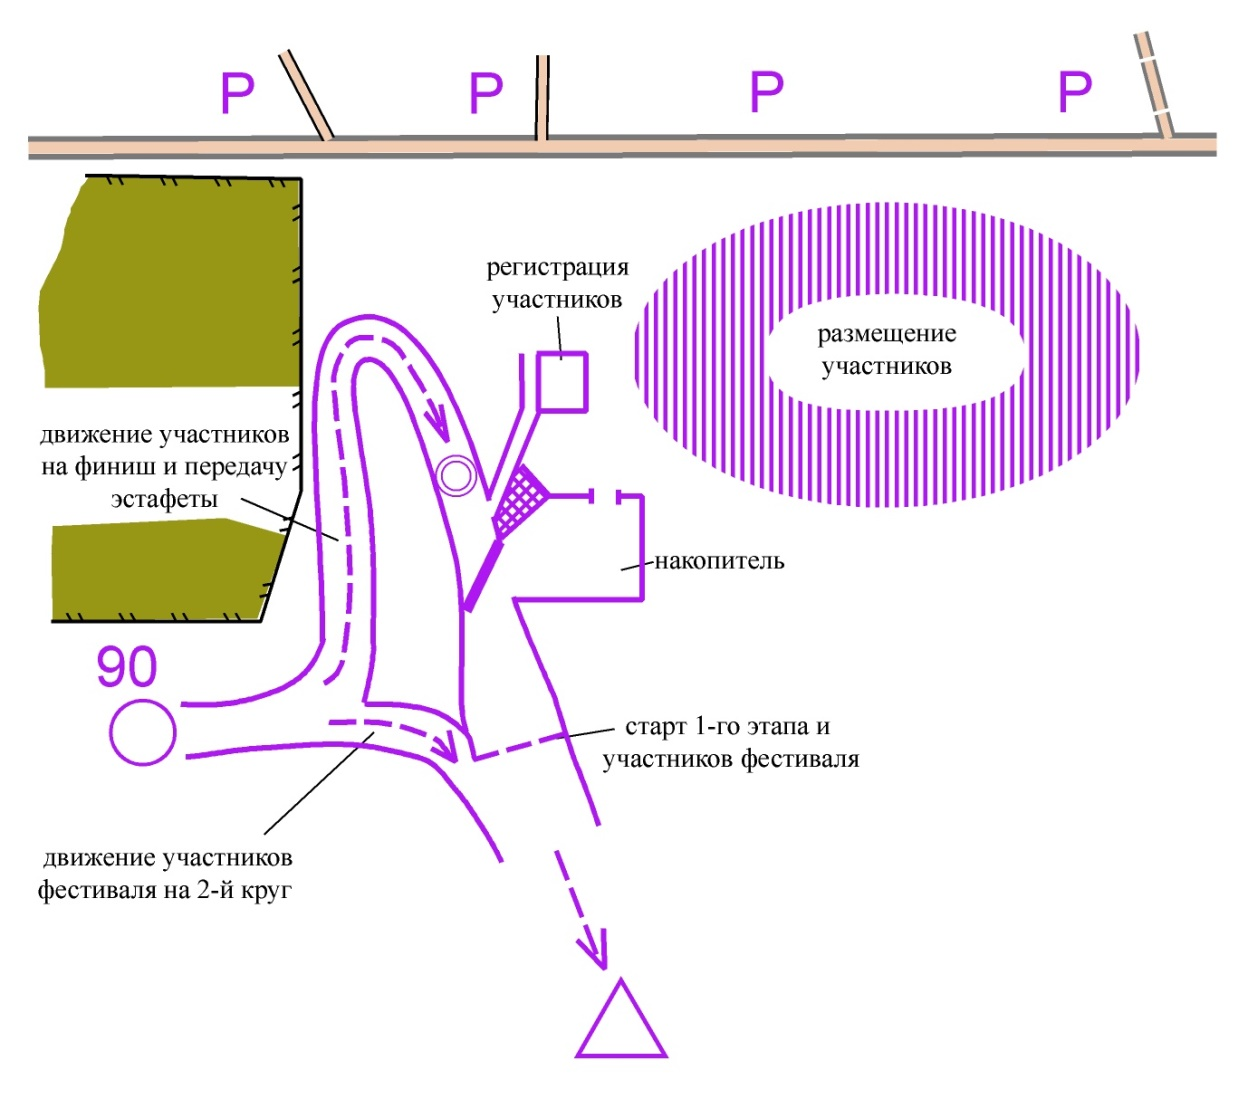 P P P P
регистрация
участников
размещение
участников
движение участников
на финиш и передачу
эстафеты
накопитель
90
старт 1-го этапа и
участников фестиваля
движение участников
фестиваля на 2-й круг